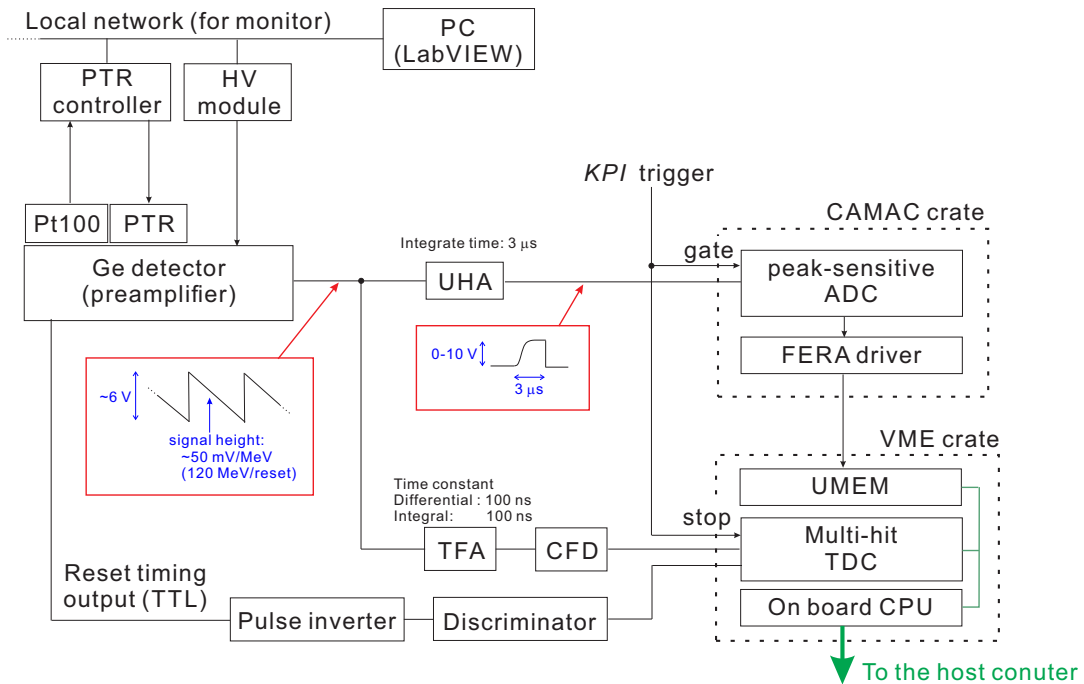 Local network (for monitor)
PC
(LabVIEW)
PTR
controller
HV
module
KPI trigger
Pt100
PTR
CAMAC crate
Ge detector
(preamplifier)
Integrate time: 3 μs
UHA
gate
peak-sensitive
ADC
FERA driver
~6 V
signal height:
~50 mV/MeV
(120 MeV/reset)
0-10 V
3 μs
VME crate
UMEM
Time constant
Differential : 100 ns
Integral: 100 ns
stop
TFA
CFD
Multi-hit
TDC
Reset timing
output (TTL)
Pulse inverter
Discriminator
On board CPU
To the host conuter